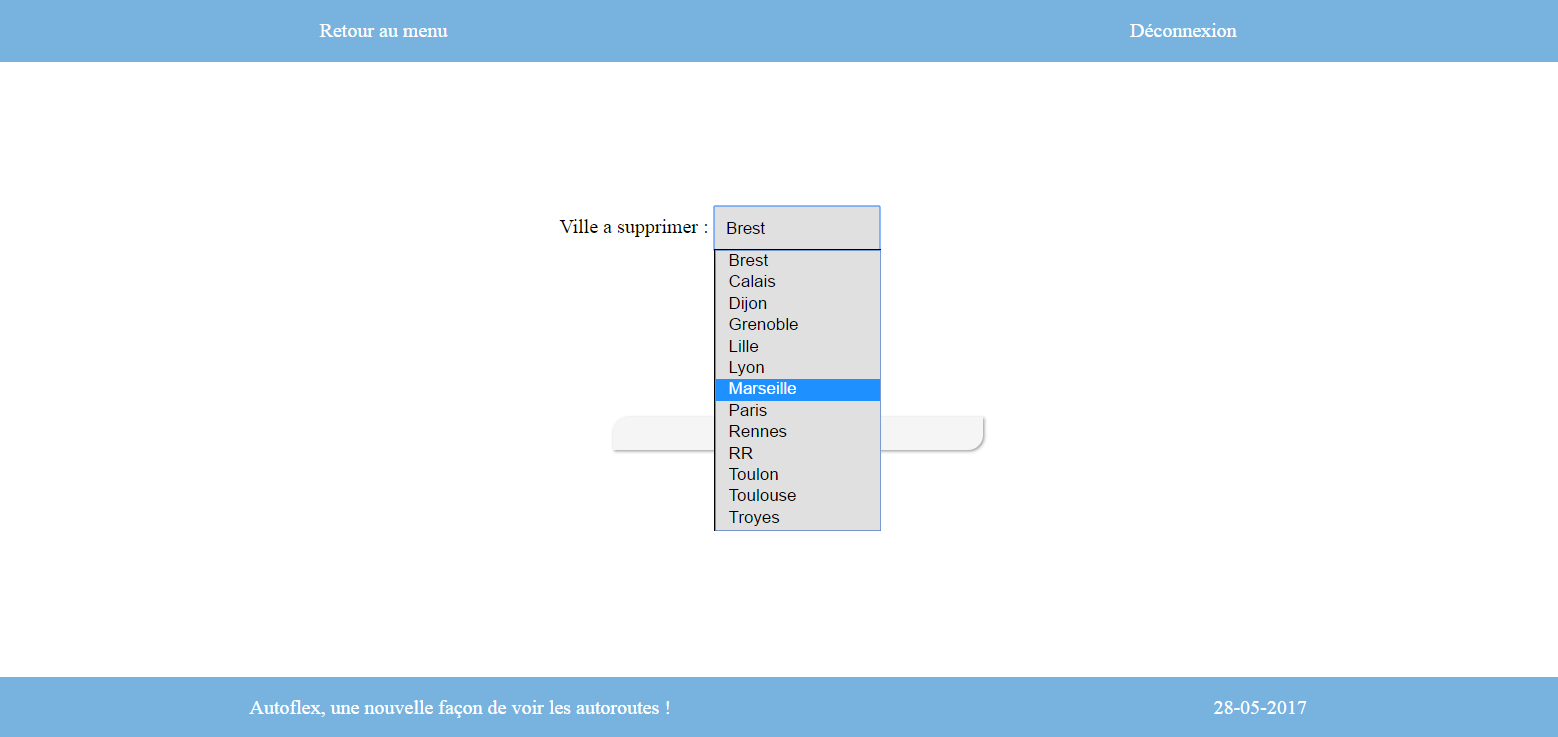 Retour au menu
Déconnexion
Ville a supprimer :
Brest
Brest
Calais
Dijon
Grenoble
Lille
Lyon
Marseille
Paris
Rennes
RR
Toulon
Toulouse
Troyes
Autoflex, une nouvelle façon de voir les autoroutes !
28-05-2017